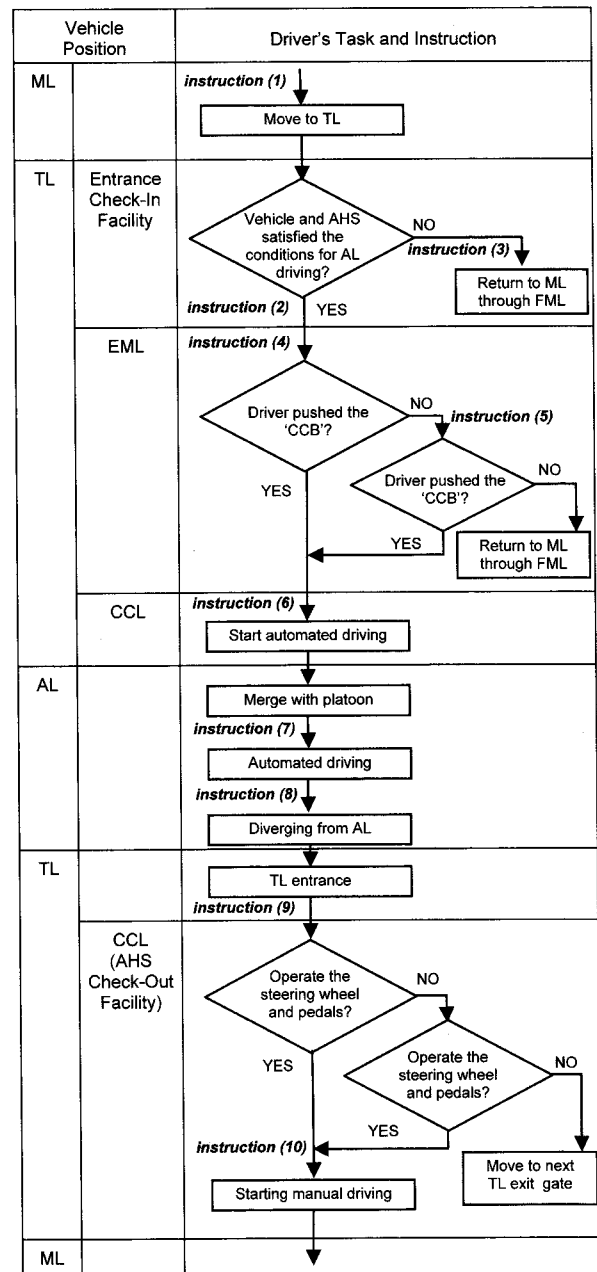 Vehicle
Position
Driver's Task and Instruction
ML
instruction (1)
Move to TL
TL
Entrance
Check-In
Facility
Vehicle and AHS
satisfied the
conditions for AL
driving?
NO
instruction (3)
Return to ML
through FML
instruction (2)
YES
EML
instruction (4)
Driver pushed the
'CCB'?
NO
instruction (5)
YES
Driver pushed the
'CCB'?
NO
YES
Return to ML
through FML
CCL
instruction (6)
Start automated driving
AL
Merge with platoon
instruction (7)
Automated driving
instruction (8)
Diverging from AL
TL
TL entrance
instruction (9)
CCL
(AHS
Check-Out
Facility)
Operate the
steering wheel
and pedals?
NO
YES
Operate the
steering wheel
and pedals?
NO
YES
instruction (10)
Move to next
TL exit gate
Starting manual driving
ML